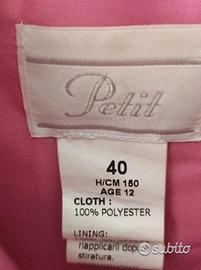 Petit
40
H/CM 150
AGE 12
CLOTH :
100% POLYESTER
LINING:
riapplicarli dopo
stiratura.
subito